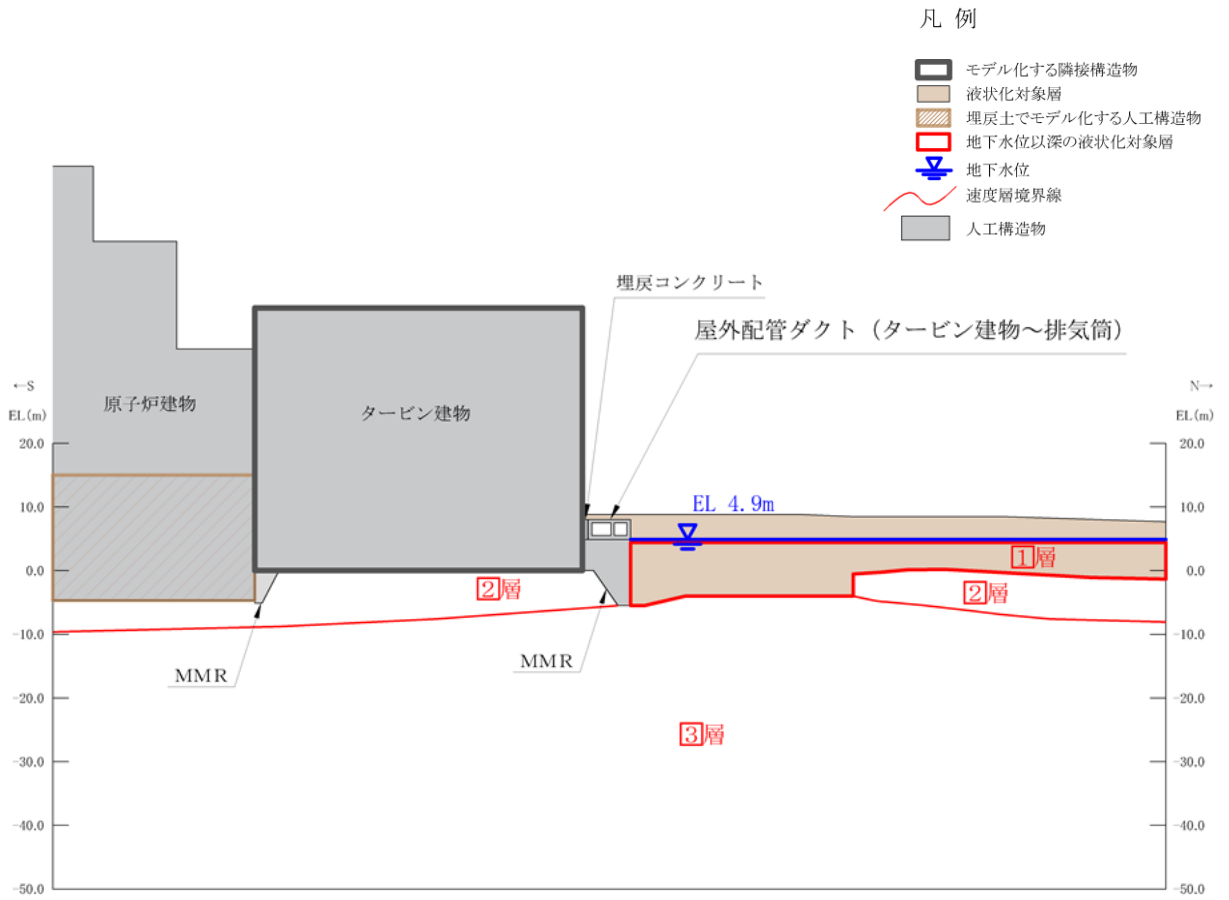 凡 例
モデル化する隣接構造物
液状化対象層
埋戻土でモデル化する人工構造物
地下水位以深の液状化対象層
地下水位
速度層境界線
人工構造物
埋戻コンクリート
屋外配管ダクト（タービン建物～排気筒）
←S
N→
EL(m)
EL(m)
原子炉建物
タービン建物
20.0
20.0
10.0
10.0
EL 4.9m
1層
0.0
0.0
2層
2層
-10.0
-10.0
MMR
MMR
-20.0
-20.0
3層
-30.0
-30.0
-40.0
-40.0
-50.0
-50.0